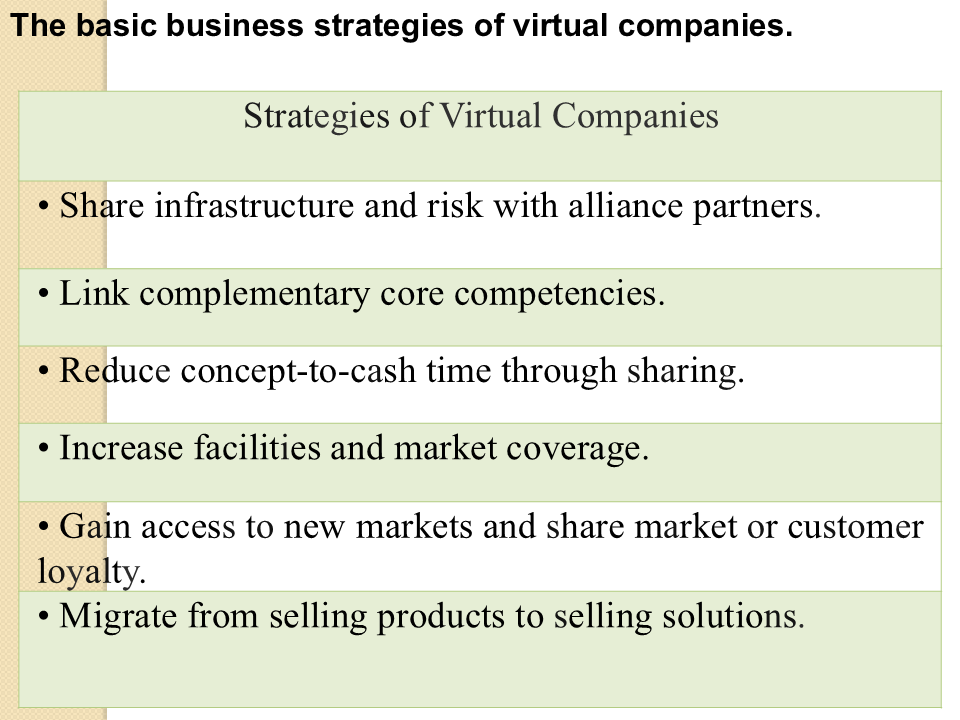 The basic business strategies of virtual companies.
Strategies of Virtual Companies
• Share infrastructure and risk with alliance partners.
• Link complementary core competencies.
• Reduce concept-to-cash time through sharing.
• Increase facilities and market coverage.
• Gain access to new markets and share market or customer
loyalty.
• Migrate from selling products to selling solutions.